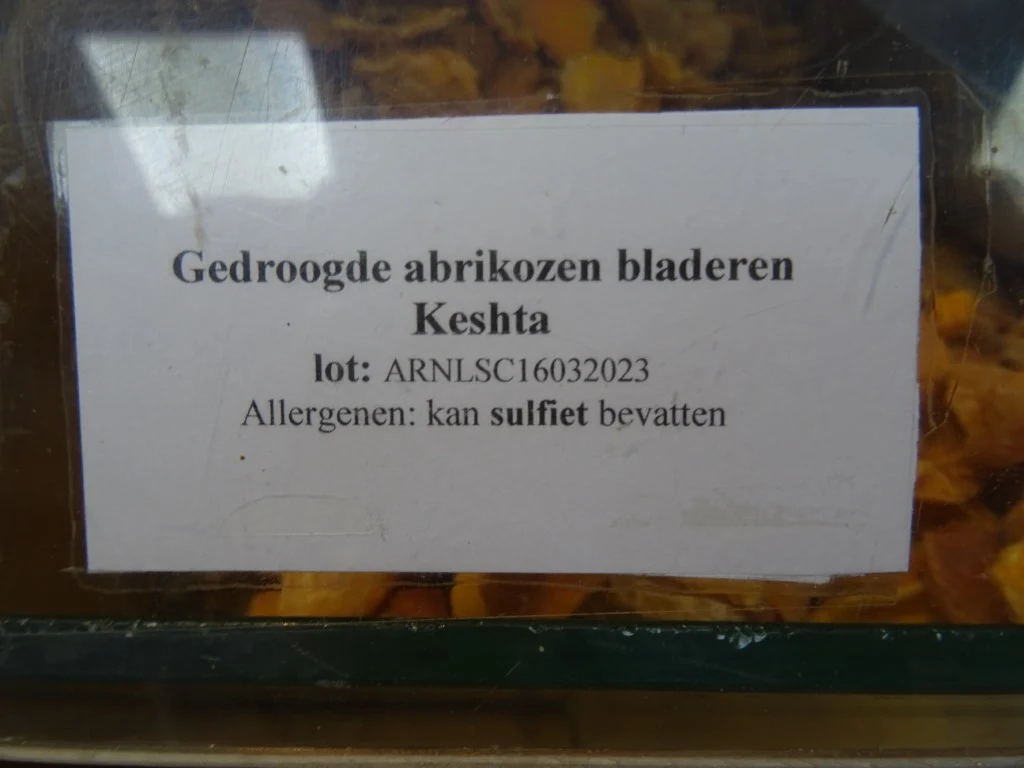 Gedroogde abrikozen bladeren
Keshta
lot: ARNLSC16032023
Allergenen: kan sulfiet bevatten